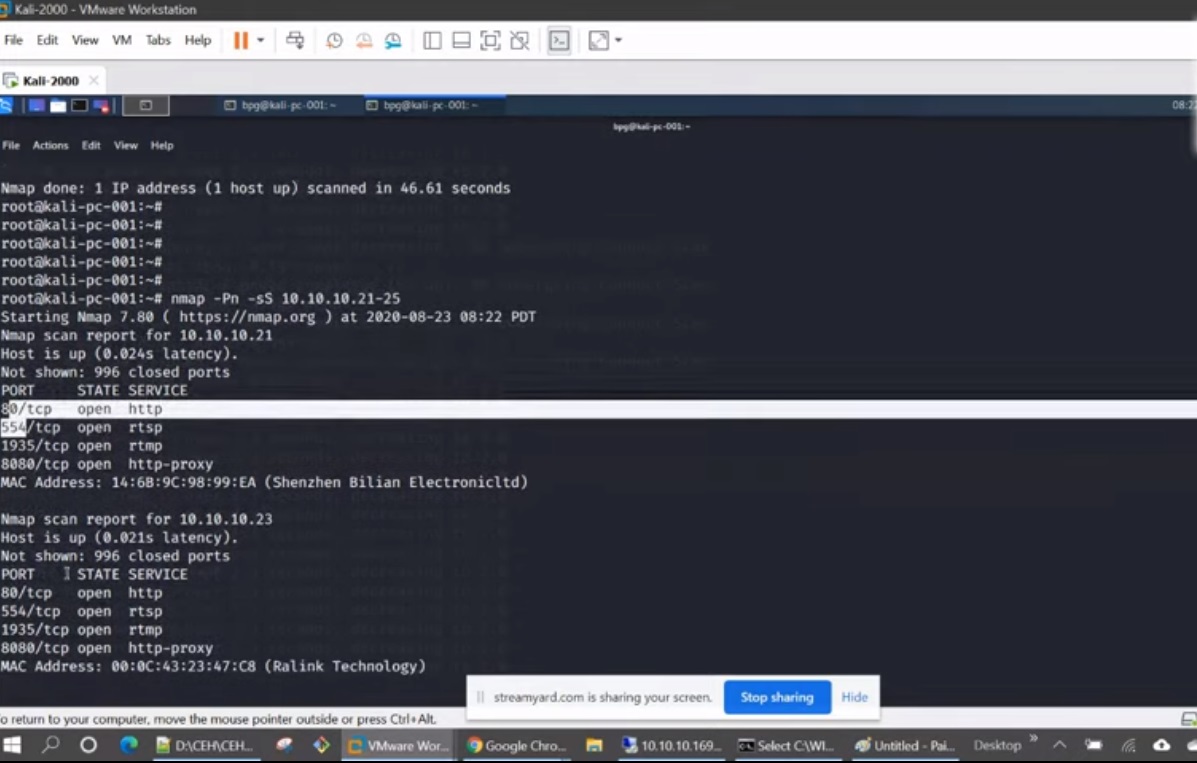 Kali-2000 - VMware Workstation
File Edit View VM Tabs Help
Kali-2000
bpg@kali-pc-001: ~ bpg@kali-pc-001: ~ 08:22
bpg@kali-pc-001:~
File Actions Edit View Help
Nmap done: 1 IP address (1 host up) scanned in 46.61 seconds
root@kali-pc-001:~#
root@kali-pc-001:~#
root@kali-pc-001:~#
root@kali-pc-001:~#
root@kali-pc-001:~#
root@kali-pc-001:~# nmap -Pn -sS 10.10.10.21-25
Starting Nmap 7.80 ( https://nmap.org ) at 2020-08-23 08:22 PDT
Nmap scan report for 10.10.10.21
Host is up (0.024s latency).
Not shown: 996 closed ports
PORT STATE SERVICE
80/tcp open http
554/tcp open rtsp
1935/tcp open rtmp
8080/tcp open http-proxy
MAC Address: 14:6B:9C:98:99:EA (Shenzhen Bilian Electronicltd)
Nmap scan report for 10.10.10.23
Host is up (0.021s latency).
Not shown: 996 closed ports
PORT STATE SERVICE
80/tcp open http
554/tcp open rtsp
1935/tcp open rtmp
8080/tcp open http-proxy
MAC Address: 00:0C:43:23:47:C8 (Ralink Technology)
streamyard.com is sharing your screen. Stop sharing Hide
o return to your computer, move the mouse pointer outside or press Ctrl+Alt.
D:\CEH\CEH... VMware Wor... Google Chro... 10.10.10.169... Select C:\WI... Untitled - Pai... Desktop